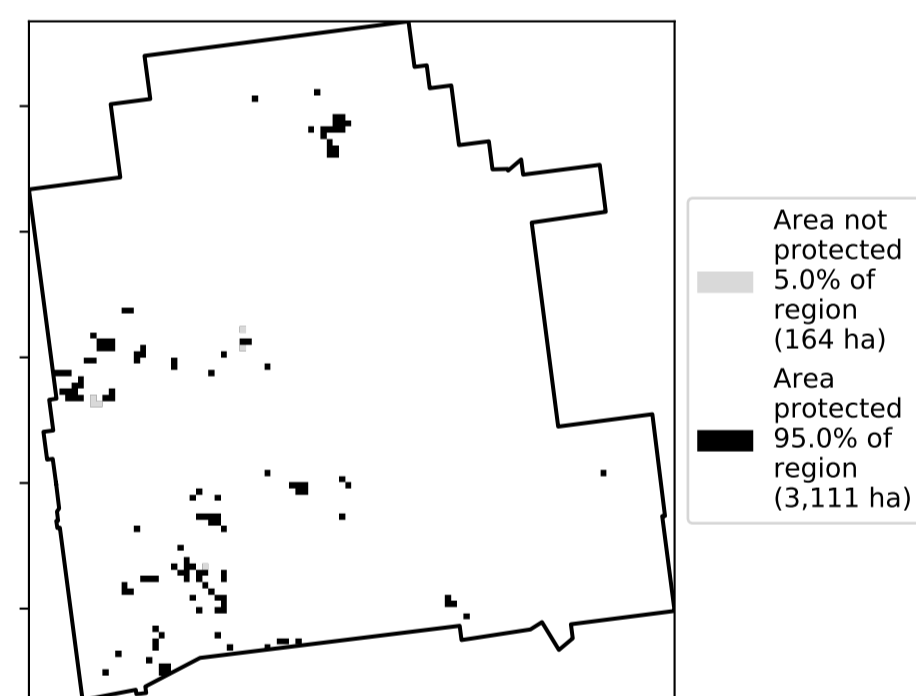 Area not
protected
5.0% of
region
(164 ha)
Area
protected
95.0% of
region
(3,111 ha)